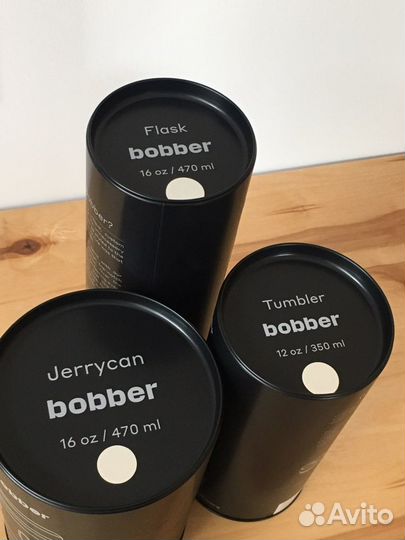 Flask
bobber
16 oz / 470 ml
Tumbler
bobber
12 oz / 350 ml
Jerrycan
bobber
16 oz / 470 ml
bobber
Avito